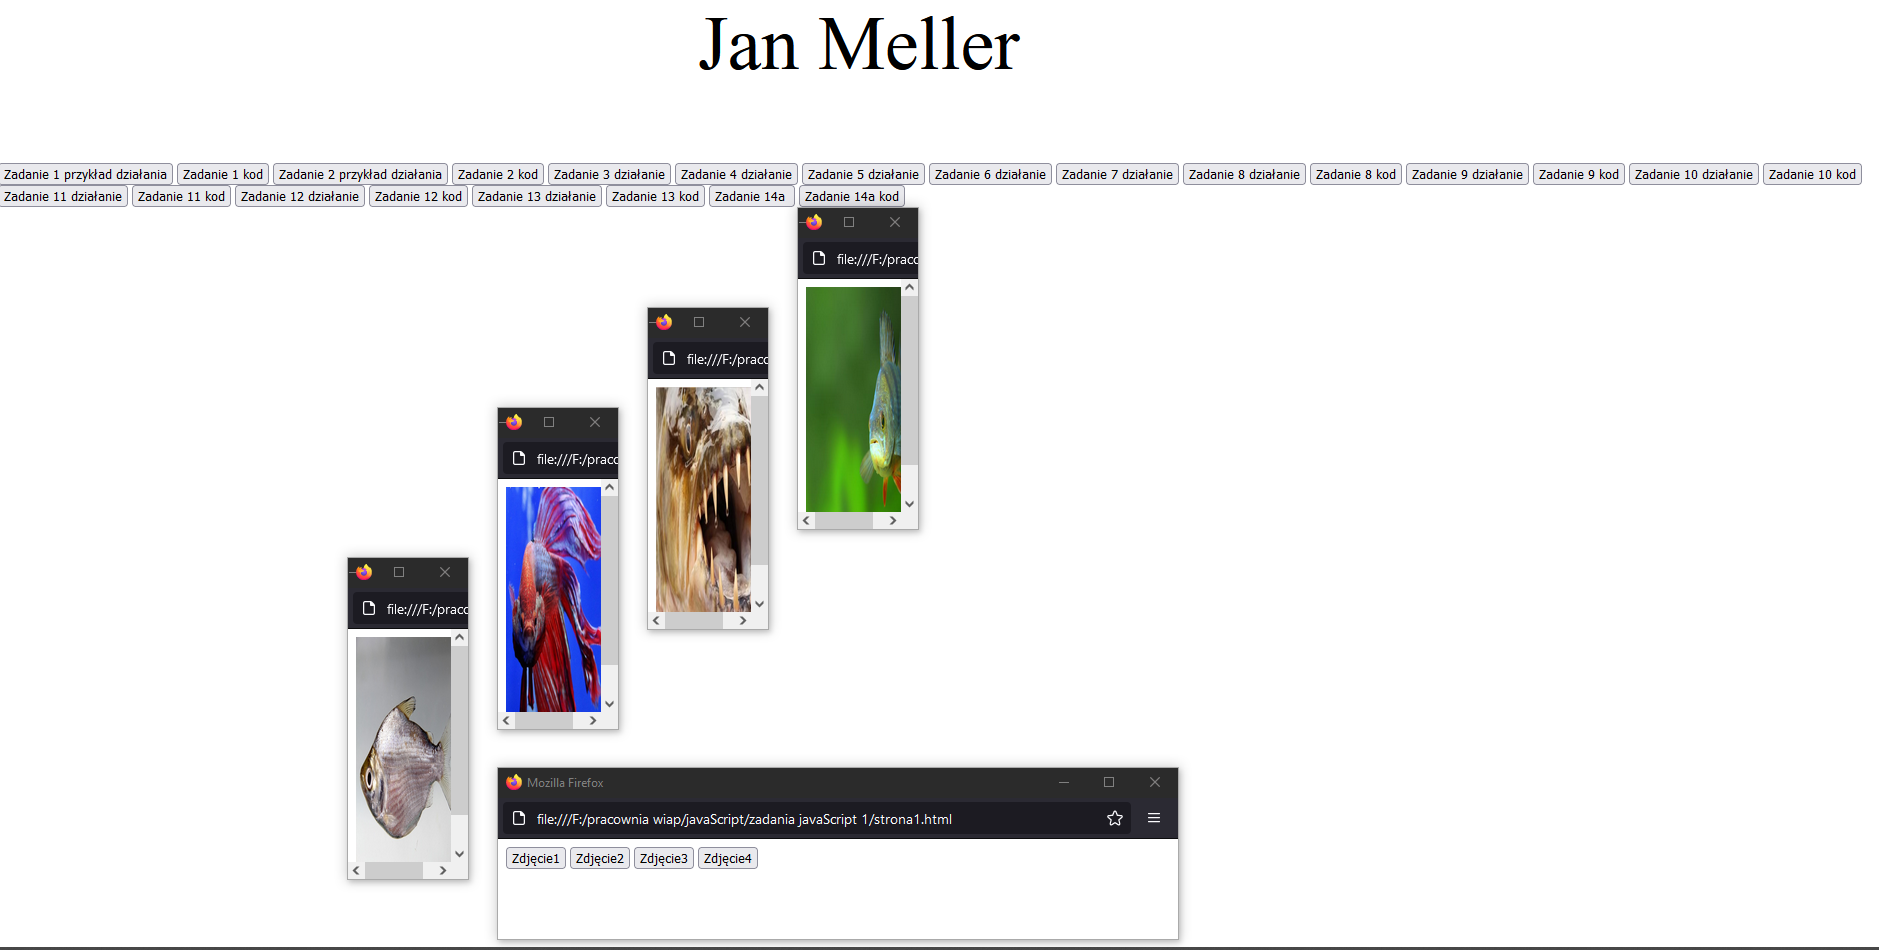 Jan Meller
Zadanie 1 przykład działania Zadanie 1 kod Zadanie 2 przykład działania Zadanie 2 kod Zadanie 3 działanie Zadanie 4 działanie Zadanie 5 działanie Zadanie 6 działanie Zadanie 7 działanie Zadanie 8 działanie Zadanie 8 kod Zadanie 9 działanie Zadanie 9 kod Zadanie 10 działanie Zadanie 10 kod
Zadanie 11 działanie Zadanie 11 kod Zadanie 12 działanie Zadanie 12 kod Zadanie 13 działanie Zadanie 13 kod Zadanie 14a Zadanie 14a kod
file:///F:/praco
file:///F:/praco
file:///F:/praco
file:///F:/praco
Mozilla Firefox
file:///F:/pracownia wiap/javaScript/zadania javaScript 1/strona1.html
Zdjęcie1 Zdjęcie2 Zdjęcie3 Zdjęcie4